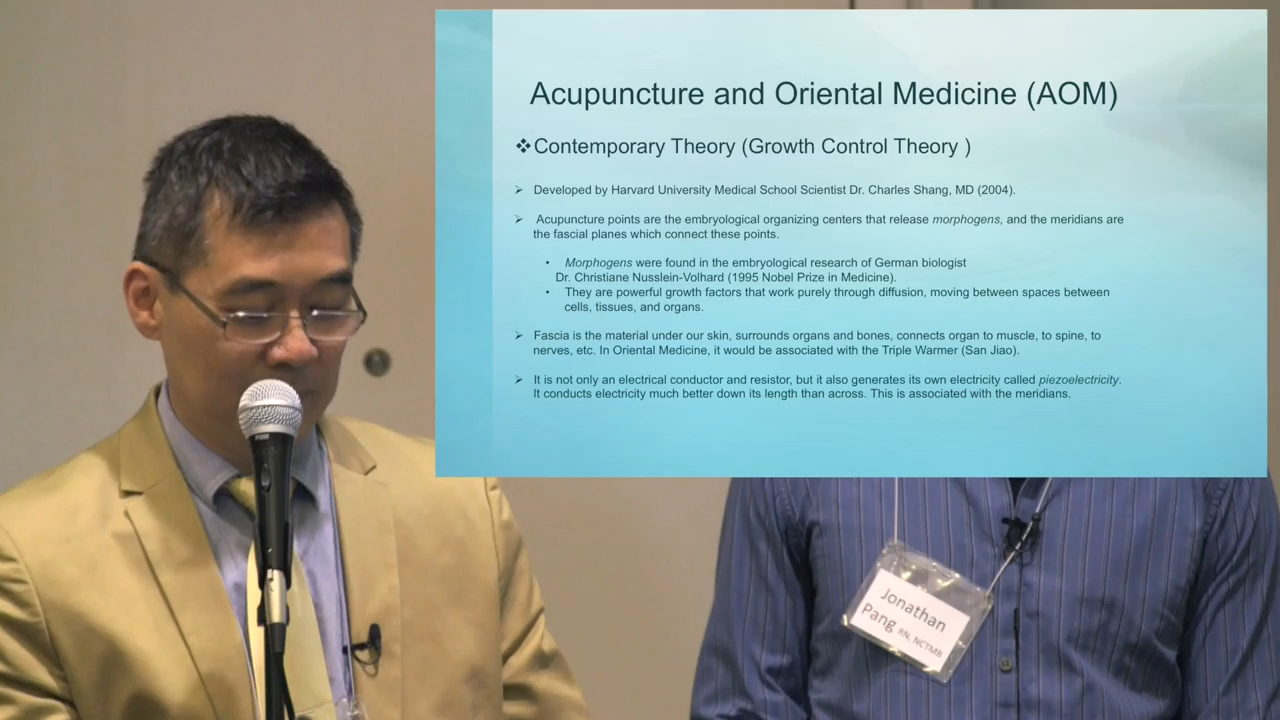 Acupuncture and Oriental Medicine (AOM)
❖Contemporary Theory (Growth Control Theory )
➢ Developed by Harvard University Medical School Scientist Dr. Charles Shang, MD (2004).
➢ Acupuncture points are the embryological organizing centers that release morphogens, and the meridians are
the fascial planes which connect these points.
• Morphogens were found in the embryological research of German biologist
Dr. Christiane Nusslein-Volhard (1995 Nobel Prize in Medicine).
• They are powerful growth factors that work purely through diffusion, moving between spaces between
cells, tissues, and organs.
➢ Fascia is the material under our skin, surrounds organs and bones, connects organ to muscle, to spine, to
nerves, etc. In Oriental Medicine, it would be associated with the Triple Warmer (San Jiao).
➢ It is not only an electrical conductor and resistor, but it also generates its own electricity called piezoelectricity.
It conducts electricity much better down its length than across. This is associated with the meridians.
Jonathan
Pang RN, NCTMB